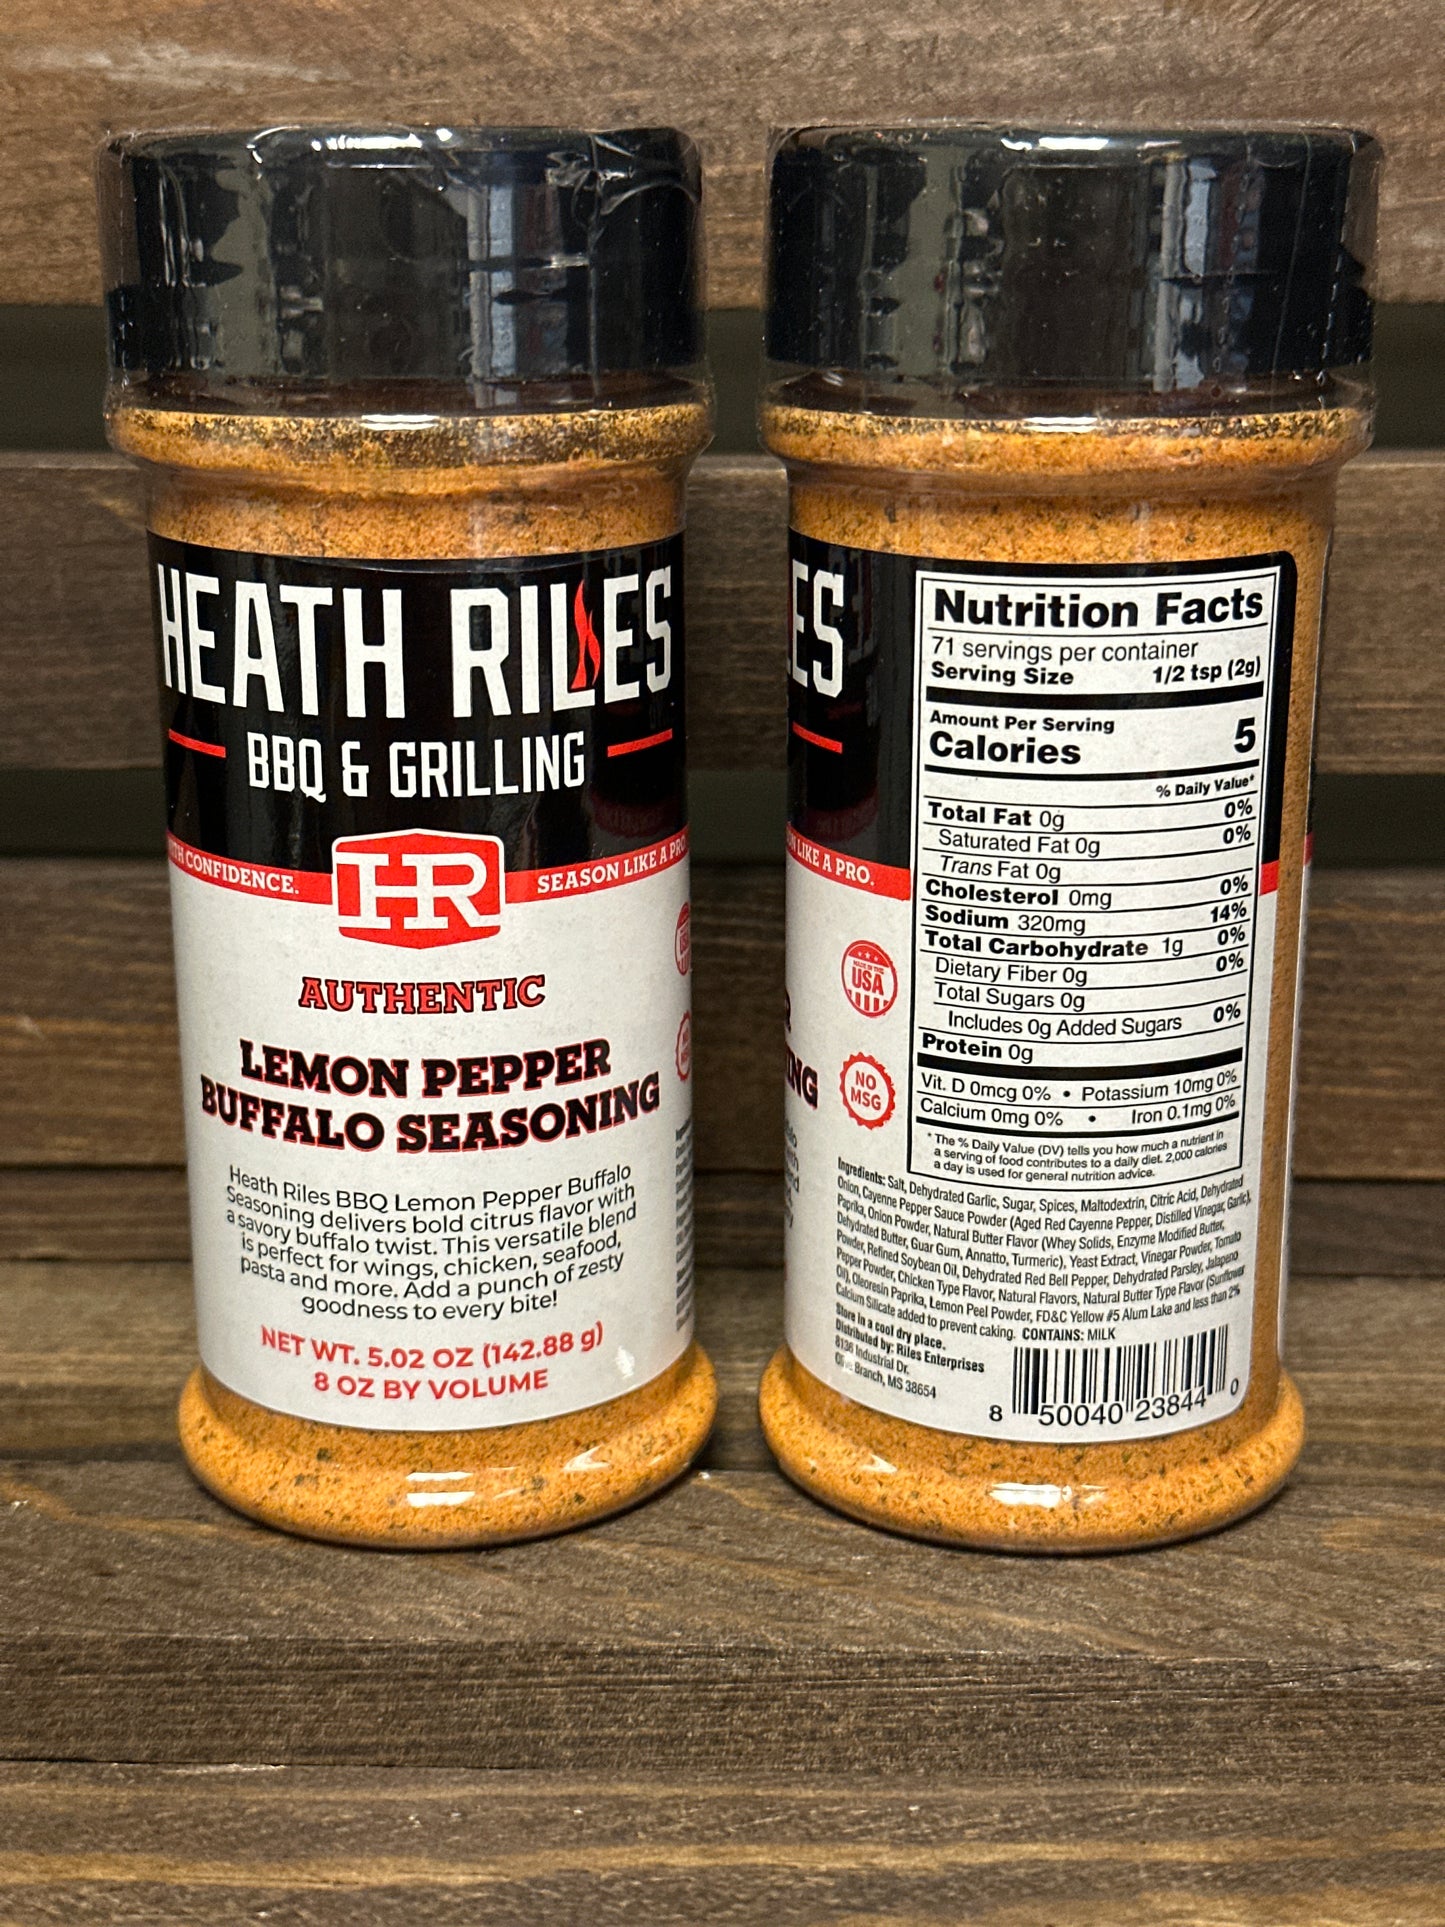 HEATH RILES
BBQ & GRILLING
TH CONFIDENCE.
SEASON LIKE A PRO
HR
AUTHENTIC
LEMON PEPPER
BUFFALO SEASONING
Heath Riles BBQ Lemon Pepper Buffalo
Seasoning delivers bold citrus flavor with
a savory buffalo twist. This versatile blend
is perfect for wings, chicken, seafood,
pasta and more. Add a punch of zesty
goodness to every bite!
NET WT. 5.02 OZ (142.88 g)
8 OZ BY VOLUME
LES
LIKE A PRO.
MADE IN THE
USA
NO
MSG
ING
Nutrition Facts
71 servings per container
Serving Size 1/2 tsp (2g)
Amount Per Serving
Calories 5
% Daily Value*
Total Fat 0g 0%
Saturated Fat 0g 0%
Trans Fat 0g
Cholesterol 0mg 0%
Sodium 320mg 14%
Total Carbohydrate 1g 0%
Dietary Fiber 0g 0%
Total Sugars 0g
Includes 0g Added Sugars 0%
Protein 0g
Vit. D 0mcg 0% • Potassium 10mg 0%
Calcium 0mg 0% • Iron 0.1mg 0%
* The % Daily Value (DV) tells you how much a nutrient in
a serving of food contributes to a daily diet. 2,000 calories
a day is used for general nutrition advice.
Ingredients: Salt, Dehydrated Garlic, Sugar, Spices, Maltodextrin, Citric Acid, Dehydrated
Onion, Cayenne Pepper Sauce Powder (Aged Red Cayenne Pepper, Distilled Vinegar, Garlic),
Paprika, Onion Powder, Natural Butter Flavor (Whey Solids, Enzyme Modified Butter,
Dehydrated Butter, Guar Gum, Annatto, Turmeric), Yeast Extract, Vinegar Powder, Tomato
Powder, Refined Soybean Oil, Dehydrated Red Bell Pepper, Dehydrated Parsley, Jalapeno
Pepper Powder, Chicken Type Flavor, Natural Flavors, Natural Butter Type Flavor (Sunflower
Oil), Oleoresin Paprika, Lemon Peel Powder, FD&C Yellow #5 Alum Lake and less than 2%
Calcium Silicate added to prevent caking. CONTAINS: MILK
Store in a cool dry place.
Distributed by: Riles Enterprises
8136 Industrial Dr.
Olive Branch, MS 38654
8 50040 23844 0